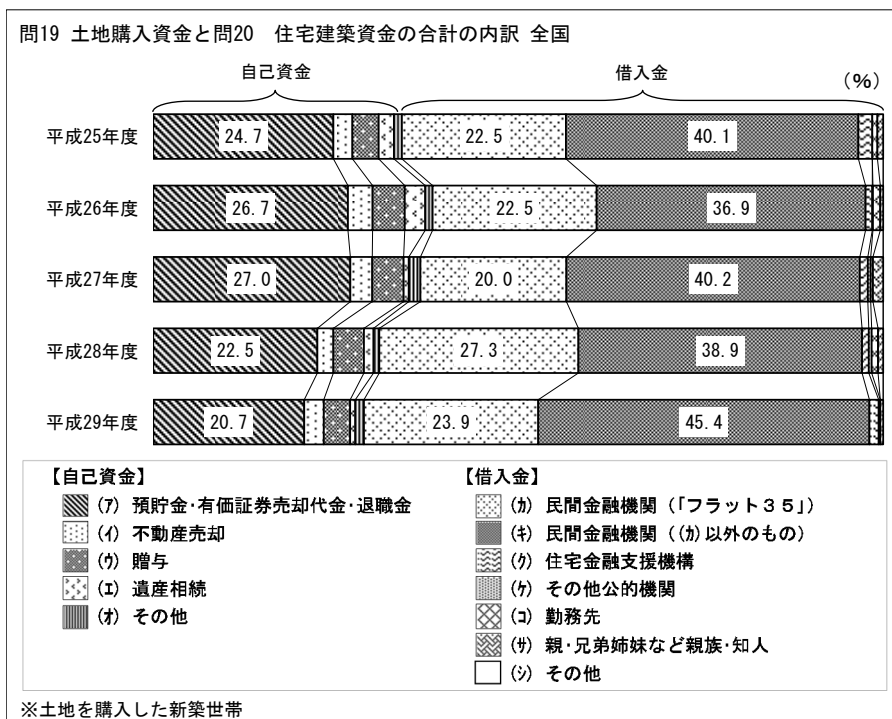 問19 土地購入資金と問20　住宅建築資金の合計の内訳 全国
自己資金 借入金 (%)
平成25年度 24.7 22.5 40.1
平成26年度 26.7 22.5 36.9
平成27年度 27.0 20.0 40.2
平成28年度 22.5 27.3 38.9
平成29年度 20.7 23.9 45.4
【自己資金】
(ｱ) 預貯金･有価証券売却代金･退職金
(ｲ) 不動産売却
(ｳ) 贈与
(ｴ) 遺産相続
(ｵ) その他
【借入金】
(ｶ) 民間金融機関（｢フラット３５｣）
(ｷ) 民間金融機関（(ｶ)以外のもの）
(ｸ) 住宅金融支援機構
(ｹ) その他公的機関
(ｺ) 勤務先
(ｻ) 親･兄弟姉妹など親族･知人
(ｼ) その他
※土地を購入した新築世帯